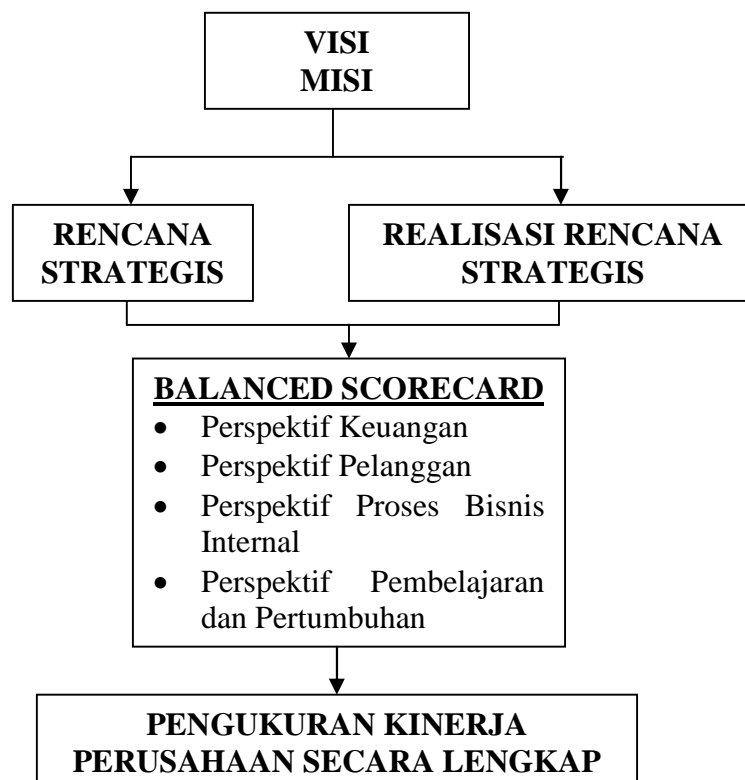 VISI
MISI
RENCANA
STRATEGIS
REALISASI RENCANA
STRATEGIS
BALANCED SCORECARD
• Perspektif Keuangan
• Perspektif Pelanggan
• Perspektif Proses Bisnis
Internal
• Perspektif Pembelajaran
dan Pertumbuhan
PENGUKURAN KINERJA
PERUSAHAAN SECARA LENGKAP